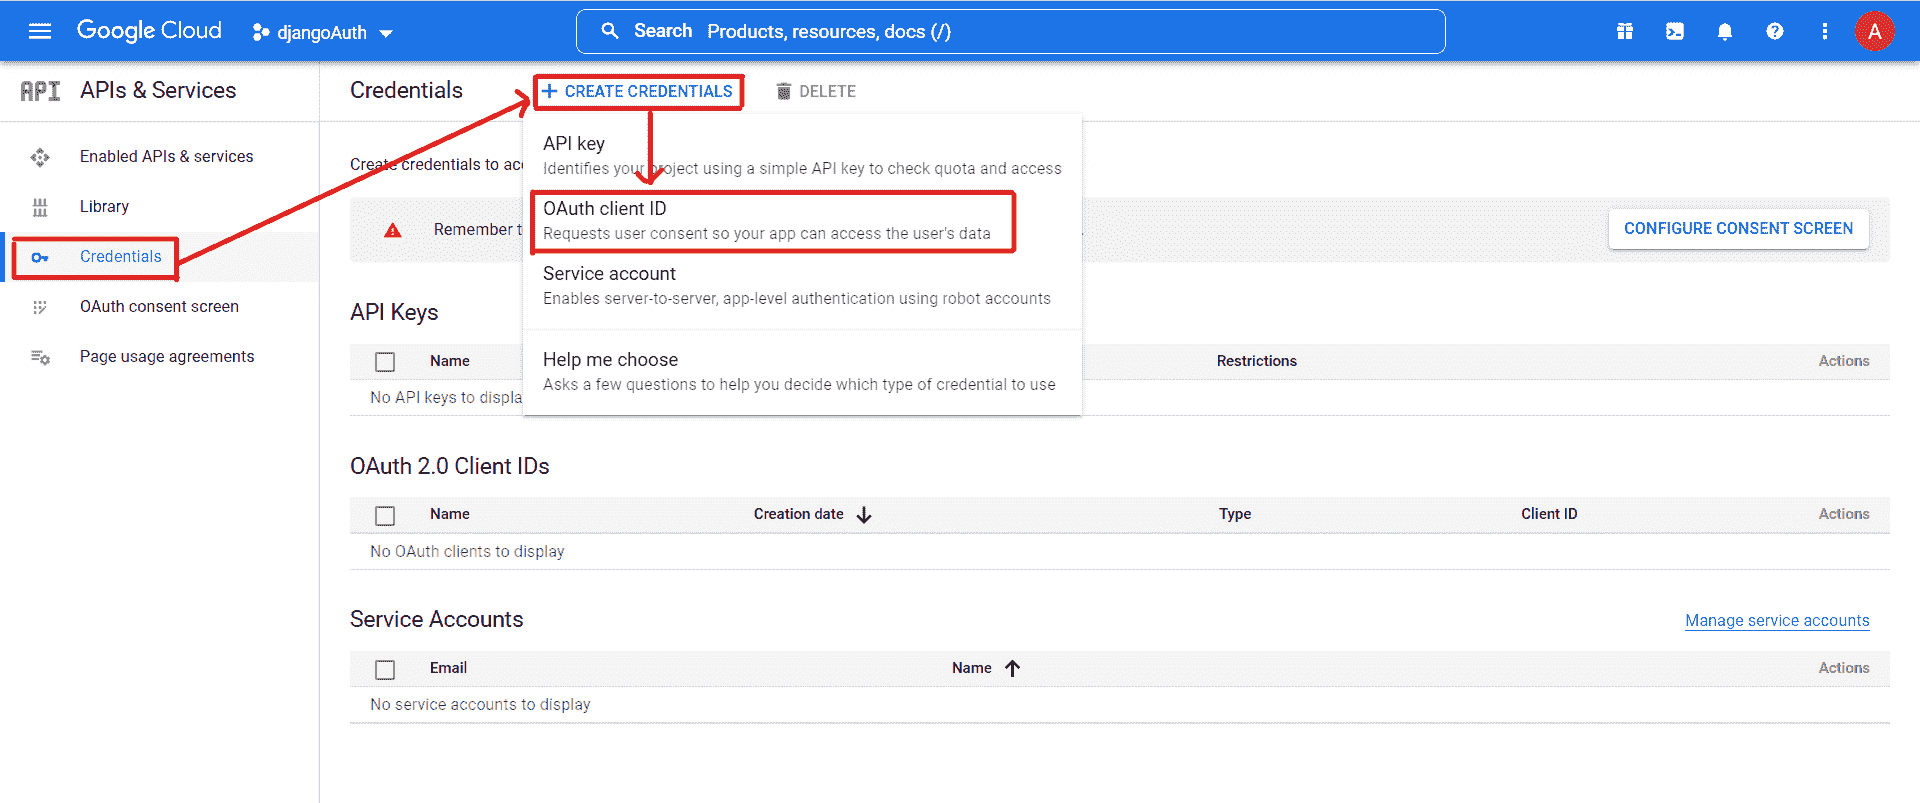 Google Cloud
djangoAuth
Search Products, resources, docs (/)
A
API APIs & Services
Credentials
+ CREATE CREDENTIALS
DELETE
Enabled APIs & services
Library
Credentials
OAuth consent screen
Page usage agreements
Create credentials to ac
API key
Identifies your project using a simple API key to check quota and access
OAuth client ID
Requests user consent so your app can access the user's data
Service account
Enables server-to-server, app-level authentication using robot accounts
Help me choose
Asks a few questions to help you decide which type of credential to use
Remember t
CONFIGURE CONSENT SCREEN
API Keys
Name Restrictions Actions
No API keys to displa
OAuth 2.0 Client IDs
Name Creation date Type Client ID Actions
No OAuth clients to display
Service Accounts
Manage service accounts
Email Name Actions
No service accounts to display